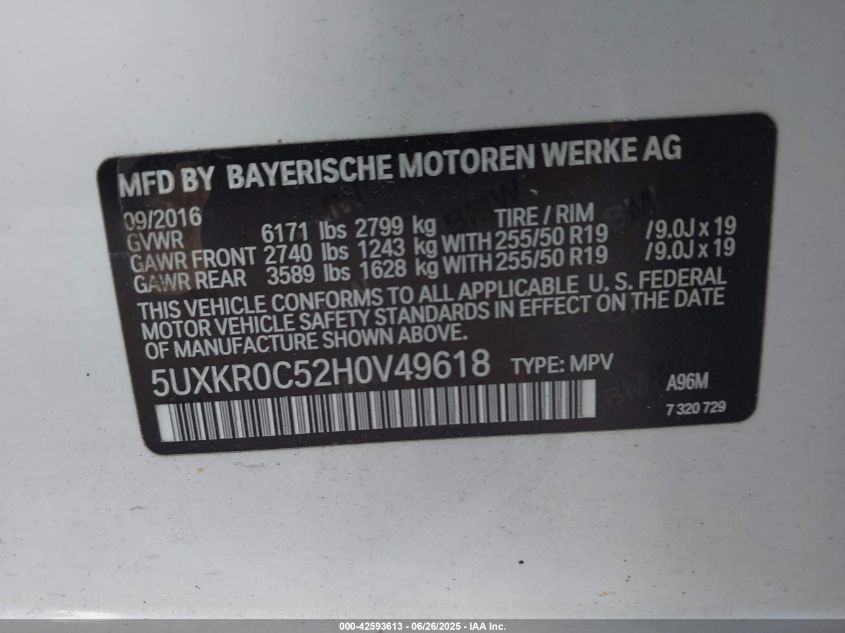 MFD BY BAYERISCHE MOTOREN WERKE AG
09/2016 TIRE / RIM
GVWR 6171 lbs 2799 kg
GAWR FRONT 2740 lbs 1243 kg WITH 255/50 R19 /9.0J x 19
GAWR REAR 3589 lbs 1628 kg WITH 255/50 R19 /9.0J x 19
THIS VEHICLE CONFORMS TO ALL APPLICABLE U. S. FEDERAL
MOTOR VEHICLE SAFETY STANDARDS IN EFFECT ON THE DATE
OF MANUFACTURE SHOWN ABOVE.
5UXKR0C52H0V49618 TYPE: MPV
A96M
7 320 729
000-42593613 - 06/26/2025 - IAA Inc.